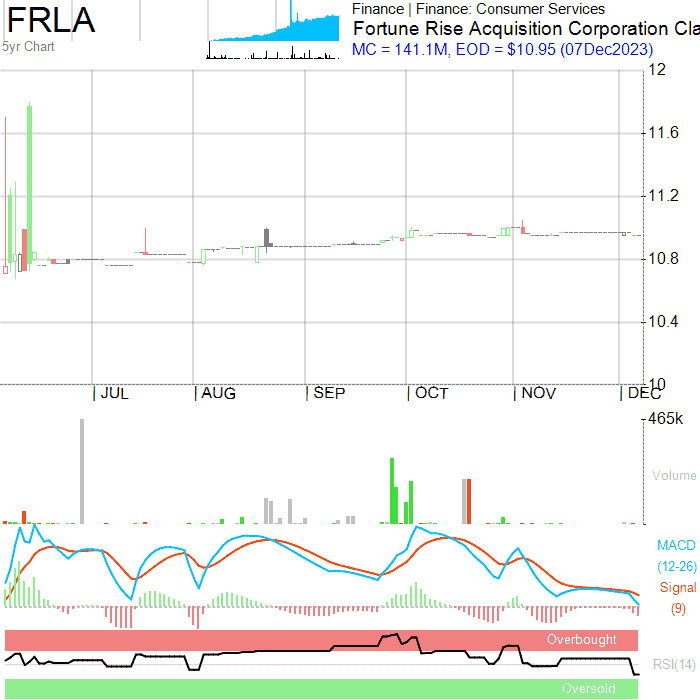 FRLA
5yr Chart
Finance | Finance: Consumer Services
Fortune Rise Acquisition Corporation Cla
MC = 141.1M, EOD = $10.95 (07Dec2023)
12
11.6
11.2
10.8
10.4
10
JUL AUG SEP OCT NOV DEC
465k
Volume
MACD
(12-26)
Signal
(9)
Overbought
RSI(14)
Oversold